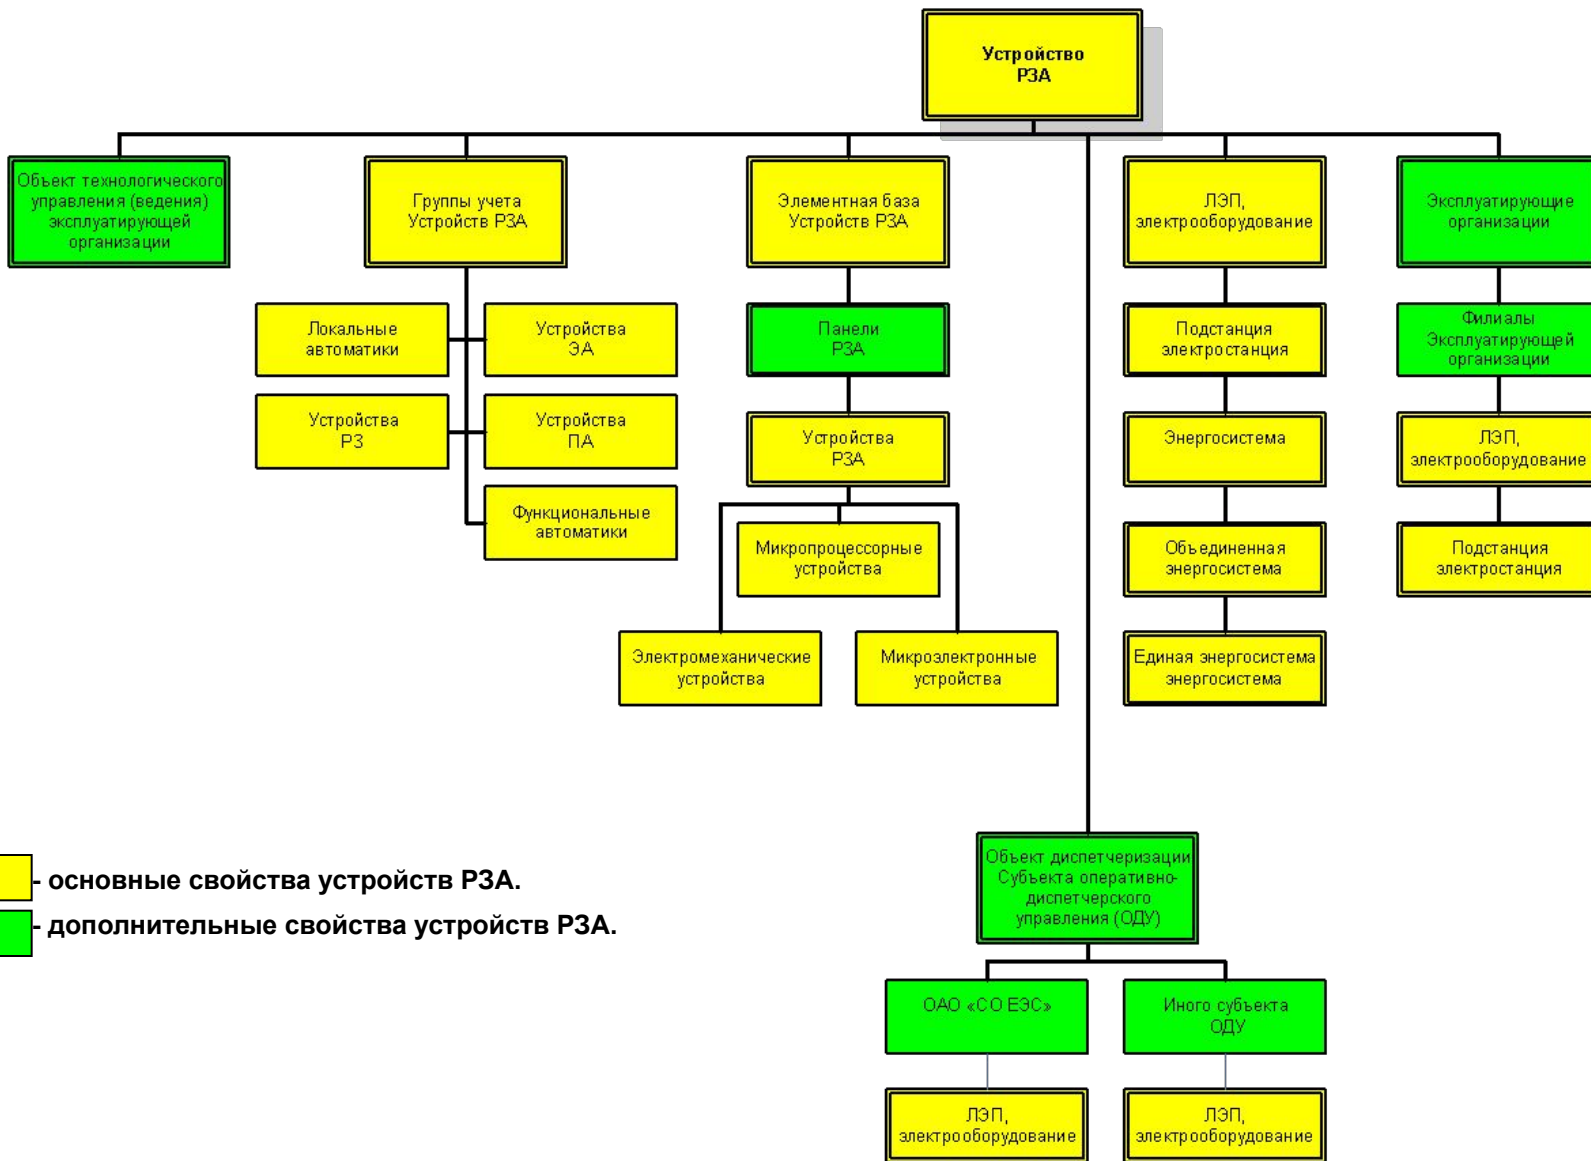 Устройство
РЗА
Объект технологического
управления (ведения)
эксплуатирующей
организации
Группы учета
Устройств РЗА
Элементная база
Устройств РЗА
ЛЭП,
электрооборудование
Эксплуатирующие
организации
Локальные
автоматики
Устройства
ЭА
Панели
РЗА
Подстанция
электростанция
Филиалы
Эксплуатирующей
организации
Устройства
РЗ
Устройства
ПА
Устройства
РЗА
Энергосистема
ЛЭП,
электрооборудование
Функциональные
автоматики
Микропроцессорные
устройства
Объединенная
энергосистема
Подстанция
электростанция
Электромеханические
устройства
Микроэлектронные
устройства
Единая энергосистема
энергосистема
Объект диспетчеризации
Субъекта оперативно-
диспетчерского
управления (ОДУ)
- основные свойства устройств РЗА.
- дополнительные свойства устройств РЗА.
ОАО «СО ЕЭС»
Иного субъекта
ОДУ
ЛЭП,
электрооборудование
ЛЭП,
электрооборудование